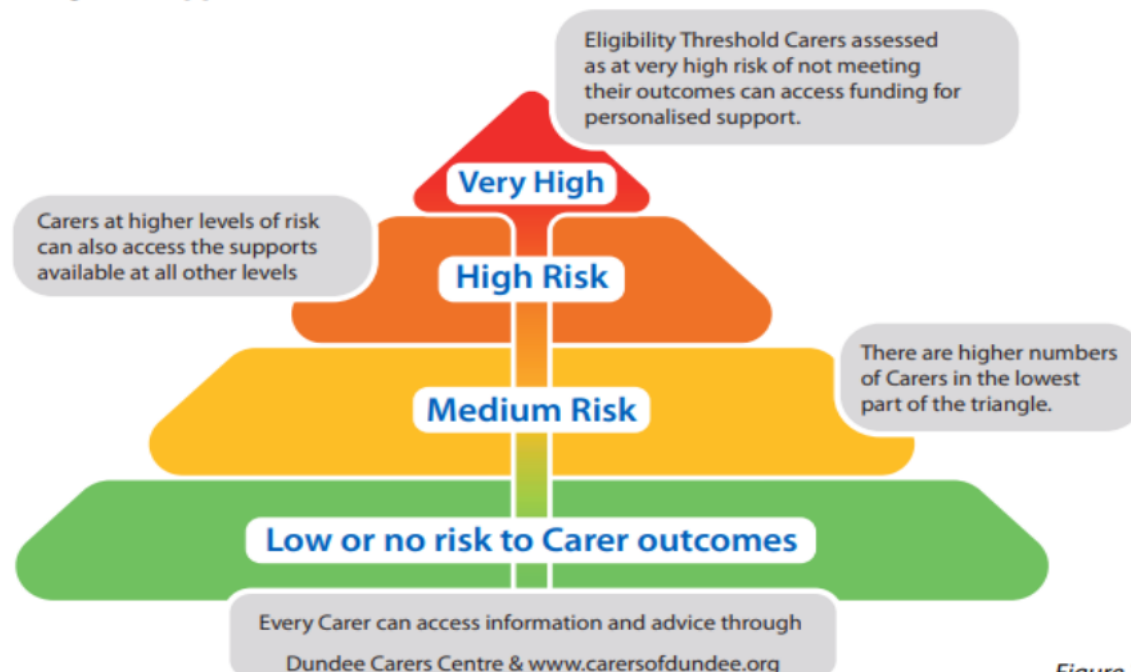 Eligibility Threshold Carers assessed
as at very high risk of not meeting
their outcomes can access funding for
personalised support.
Very High
Carers at higher levels of risk
can also access the supports
available at all other levels
High Risk
There are higher numbers
of Carers in the lowest
part of the triangle.
Medium Risk
Low or no risk to Carer outcomes
Every Carer can access information and advice through
Dundee Carers Centre & www.carersofdundee.org
Figure